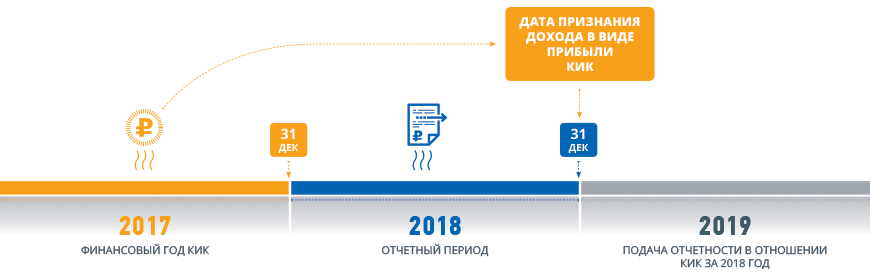 ДАТА ПРИЗНАНИЯ
ДОХОДА В ВИДЕ
ПРИБЫЛИ
КИК
₽
₽
31
ДЕК
31
ДЕК
2017
2018
2019
ФИНАНСОВЫЙ ГОД КИК
ОТЧЕТНЫЙ ПЕРИОД
ПОДАЧА ОТЧЕТНОСТИ В ОТНОШЕНИИ
КИК ЗА 2018 ГОД